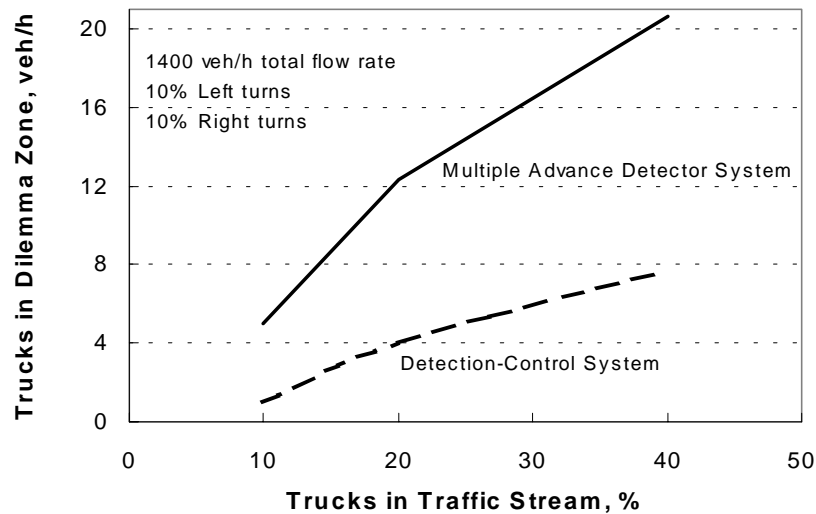 Trucks in Dilemma Zone, veh/h
20
16
12
8
4
0
1400 veh/h total flow rate
10% Left turns
10% Right turns
Multiple Advance Detector System
Detection-Control System
0 10 20 30 40 50
Trucks in Traffic Stream, %